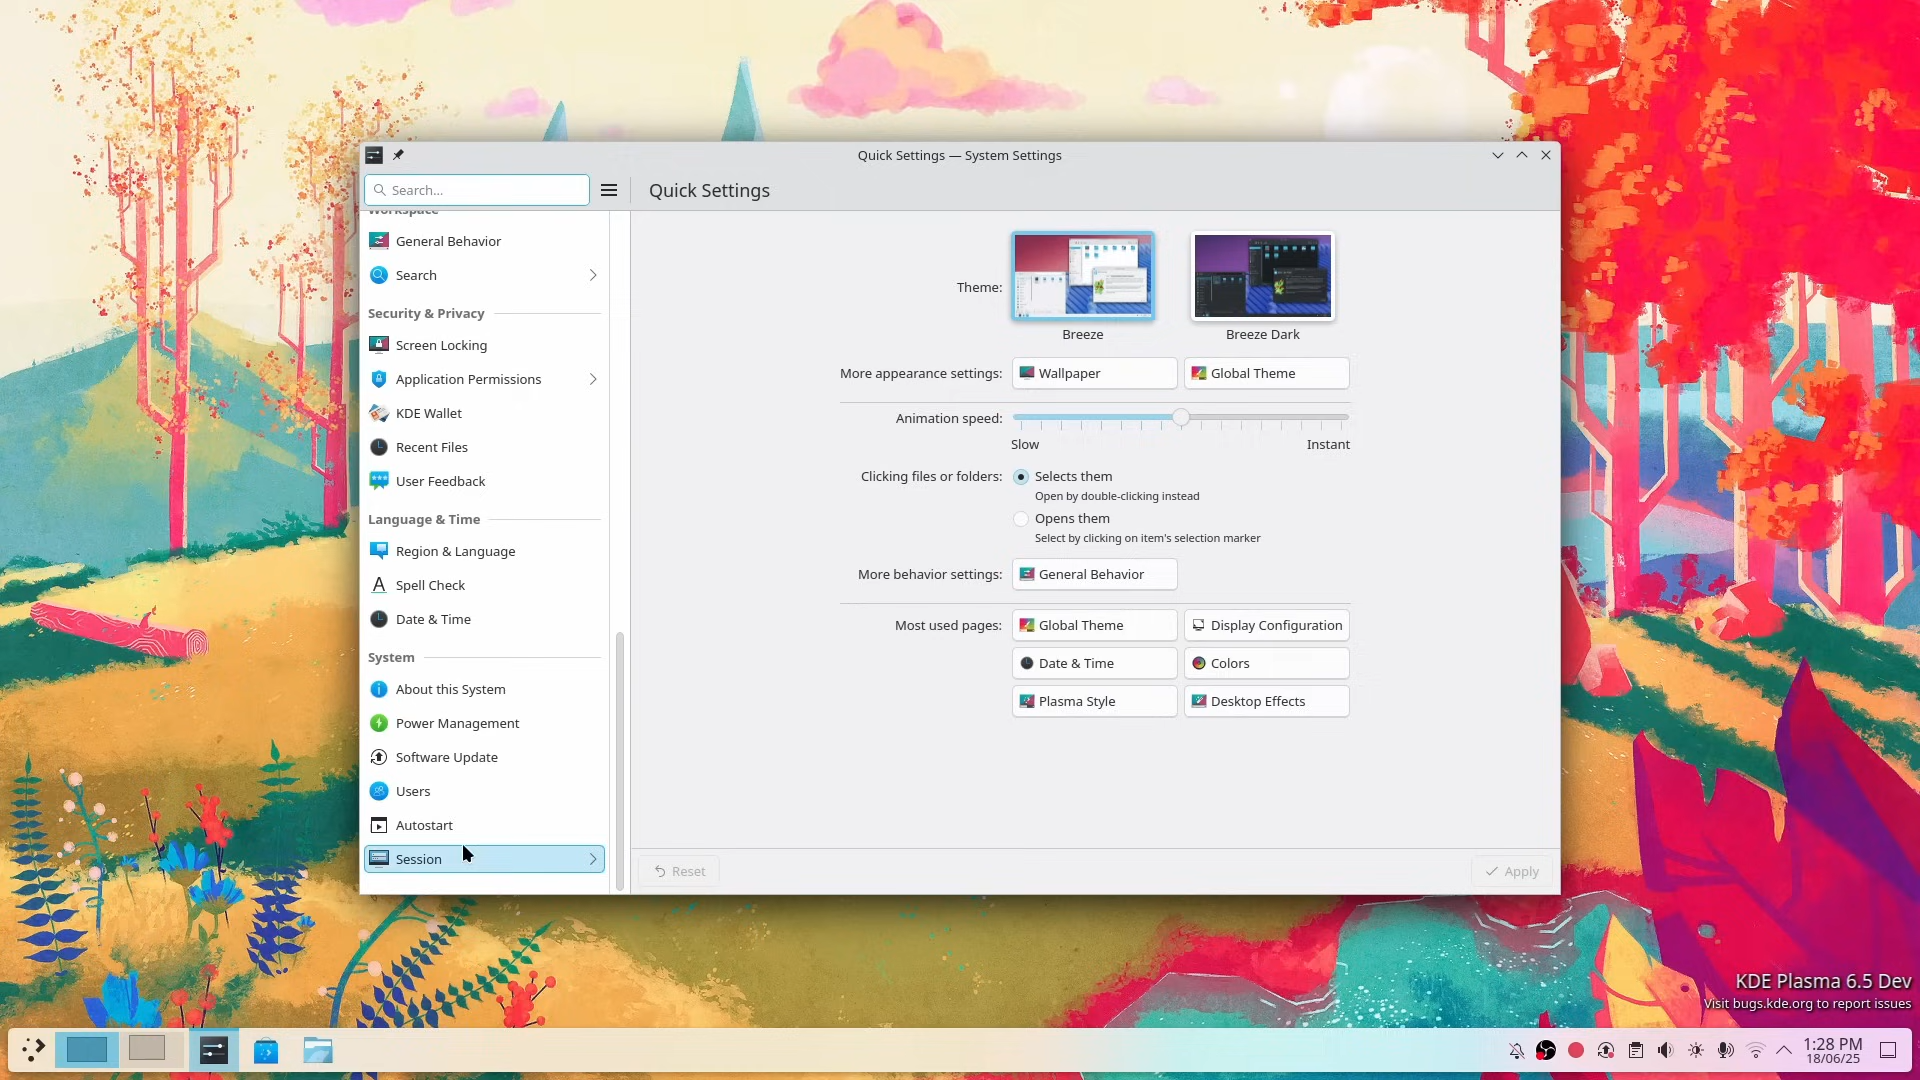 Quick Settings — System Settings
Search...
Quick Settings
Workspace
General Behavior
Search
Security & Privacy
Screen Locking
Application Permissions
KDE Wallet
Recent Files
User Feedback
Language & Time
Region & Language
Spell Check
Date & Time
System
About this System
Power Management
Software Update
Users
Autostart
Session
Theme:
Breeze
Breeze Dark
More appearance settings:
Wallpaper
Global Theme
Animation speed:
Slow
Instant
Clicking files or folders:
Selects them
Open by double-clicking instead
Opens them
Select by clicking on item's selection marker
More behavior settings:
General Behavior
Most used pages:
Global Theme
Display Configuration
Date & Time
Colors
Plasma Style
Desktop Effects
Reset
Apply
KDE Plasma 6.5 Dev
Visit bugs.kde.org to report issues
1:28 PM
18/06/25